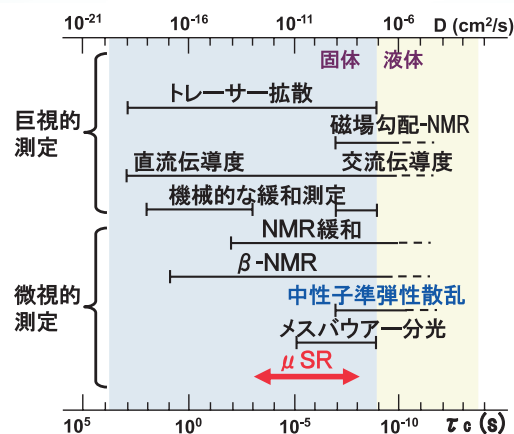 10-21 10-16 10-11 10-6 D (cm2/s)
固体 液体
トレーサー拡散
巨視的
測定
磁場勾配-NMR
直流伝導度 交流伝導度
機械的な緩和測定
NMR緩和
β-NMR
微視的
測定
中性子準弾性散乱
メスバウアー分光
μSR
105 100 10-5 10-10 τc (s)